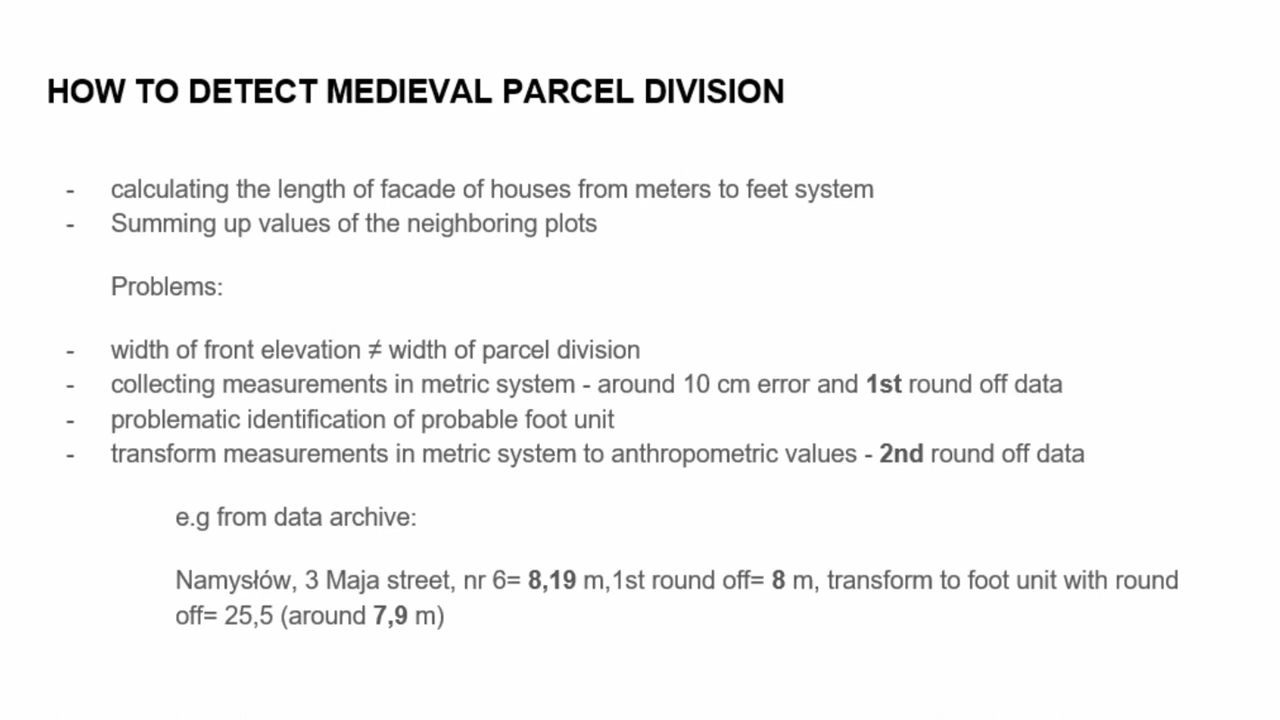 HOW TO DETECT MEDIEVAL PARCEL DIVISION
- calculating the length of facade of houses from meters to feet system
- Summing up values of the neighboring plots
Problems:
- width of front elevation ≠ width of parcel division
- collecting measurements in metric system - around 10 cm error and 1st round off data
- problematic identification of probable foot unit
- transform measurements in metric system to anthropometric values - 2nd round off data
e.g from data archive:
Namysłów, 3 Maja street, nr 6= 8,19 m,1st round off= 8 m, transform to foot unit with round
off= 25,5 (around 7,9 m)